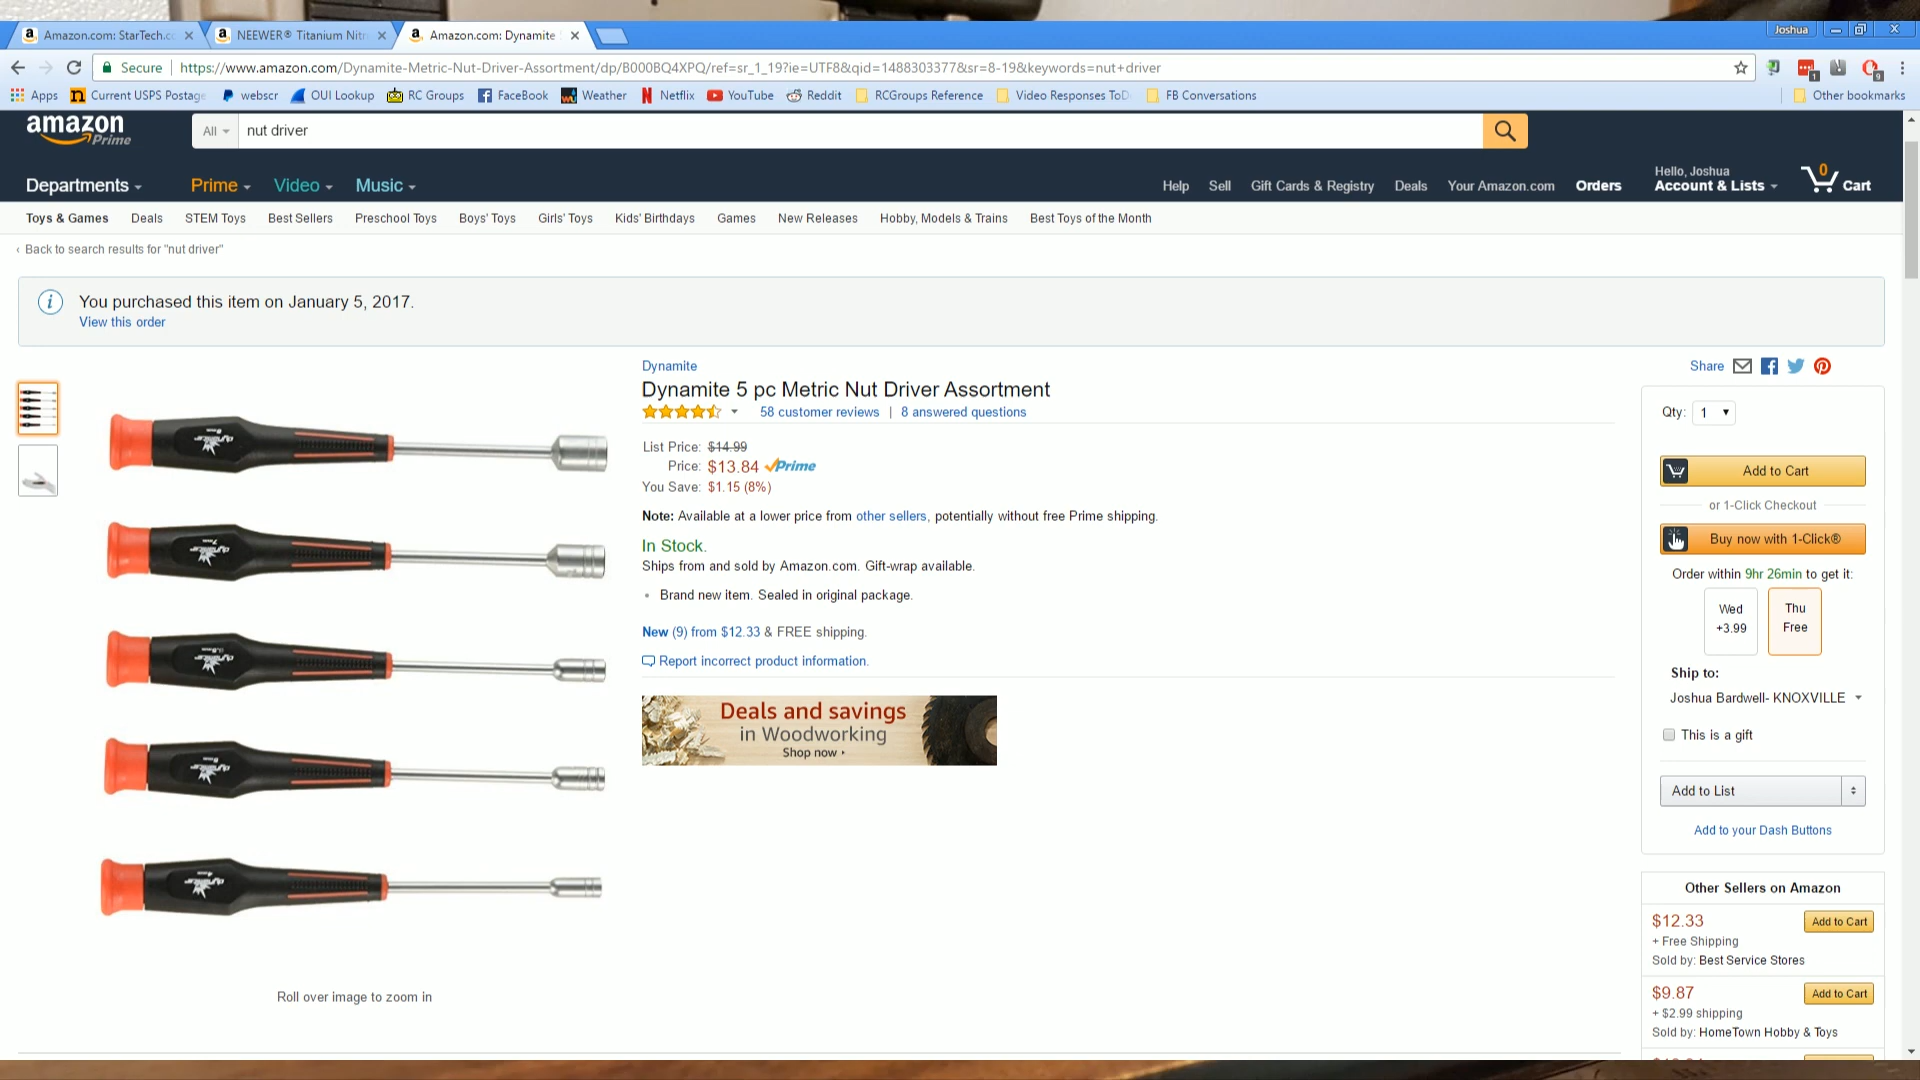 Amazon.com: StarTech.c
NEEWER® Titanium Nitri
Amazon.com: Dynamite
Joshua
Secure
https://www.amazon.com/Dynamite-Metric-Nut-Driver-Assortment/dp/B000BQ4XPQ/ref=sr_1_19?ie=UTF8&qid=1488303377&sr=8-19&keywords=nut+driver
Apps Current USPS Postage webscr OUI Lookup RC Groups FaceBook Weather Netflix YouTube Reddit RCGroups Reference Video Responses ToD FB Conversations Other bookmarks
amazon Prime
All nut driver
Departments Prime Video Music
Help Sell Gift Cards & Registry Deals Your Amazon.com Orders
Hello, Joshua
Account & Lists
0
Cart
Toys & Games Deals STEM Toys Best Sellers Preschool Toys Boys' Toys Girls' Toys Kids' Birthdays Games New Releases Hobby, Models & Trains Best Toys of the Month
‹ Back to search results for "nut driver"
You purchased this item on January 5, 2017.
View this order
Dynamite
Dynamite 5 pc Metric Nut Driver Assortment
58 customer reviews | 8 answered questions
List Price: $14.99
Price: $13.84 Prime
You Save: $1.15 (8%)
Note: Available at a lower price from other sellers, potentially without free Prime shipping.
In Stock.
Ships from and sold by Amazon.com. Gift-wrap available.
• Brand new item. Sealed in original package.
New (9) from $12.33 & FREE shipping.
Report incorrect product information.
Deals and savings
in Woodworking
Shop now
Roll over image to zoom in
Share
Qty: 1
Add to Cart
or 1-Click Checkout
Buy now with 1-Click®
Order within 9hr 26min to get it:
Wed
+3.99
Thu
Free
Ship to:
Joshua Bardwell- KNOXVILLE
This is a gift
Add to List
Add to your Dash Buttons
Other Sellers on Amazon
$12.33
Add to Cart
+ Free Shipping
Sold by: Best Service Stores
$9.87
Add to Cart
+ $2.99 shipping
Sold by: HomeTown Hobby & Toys